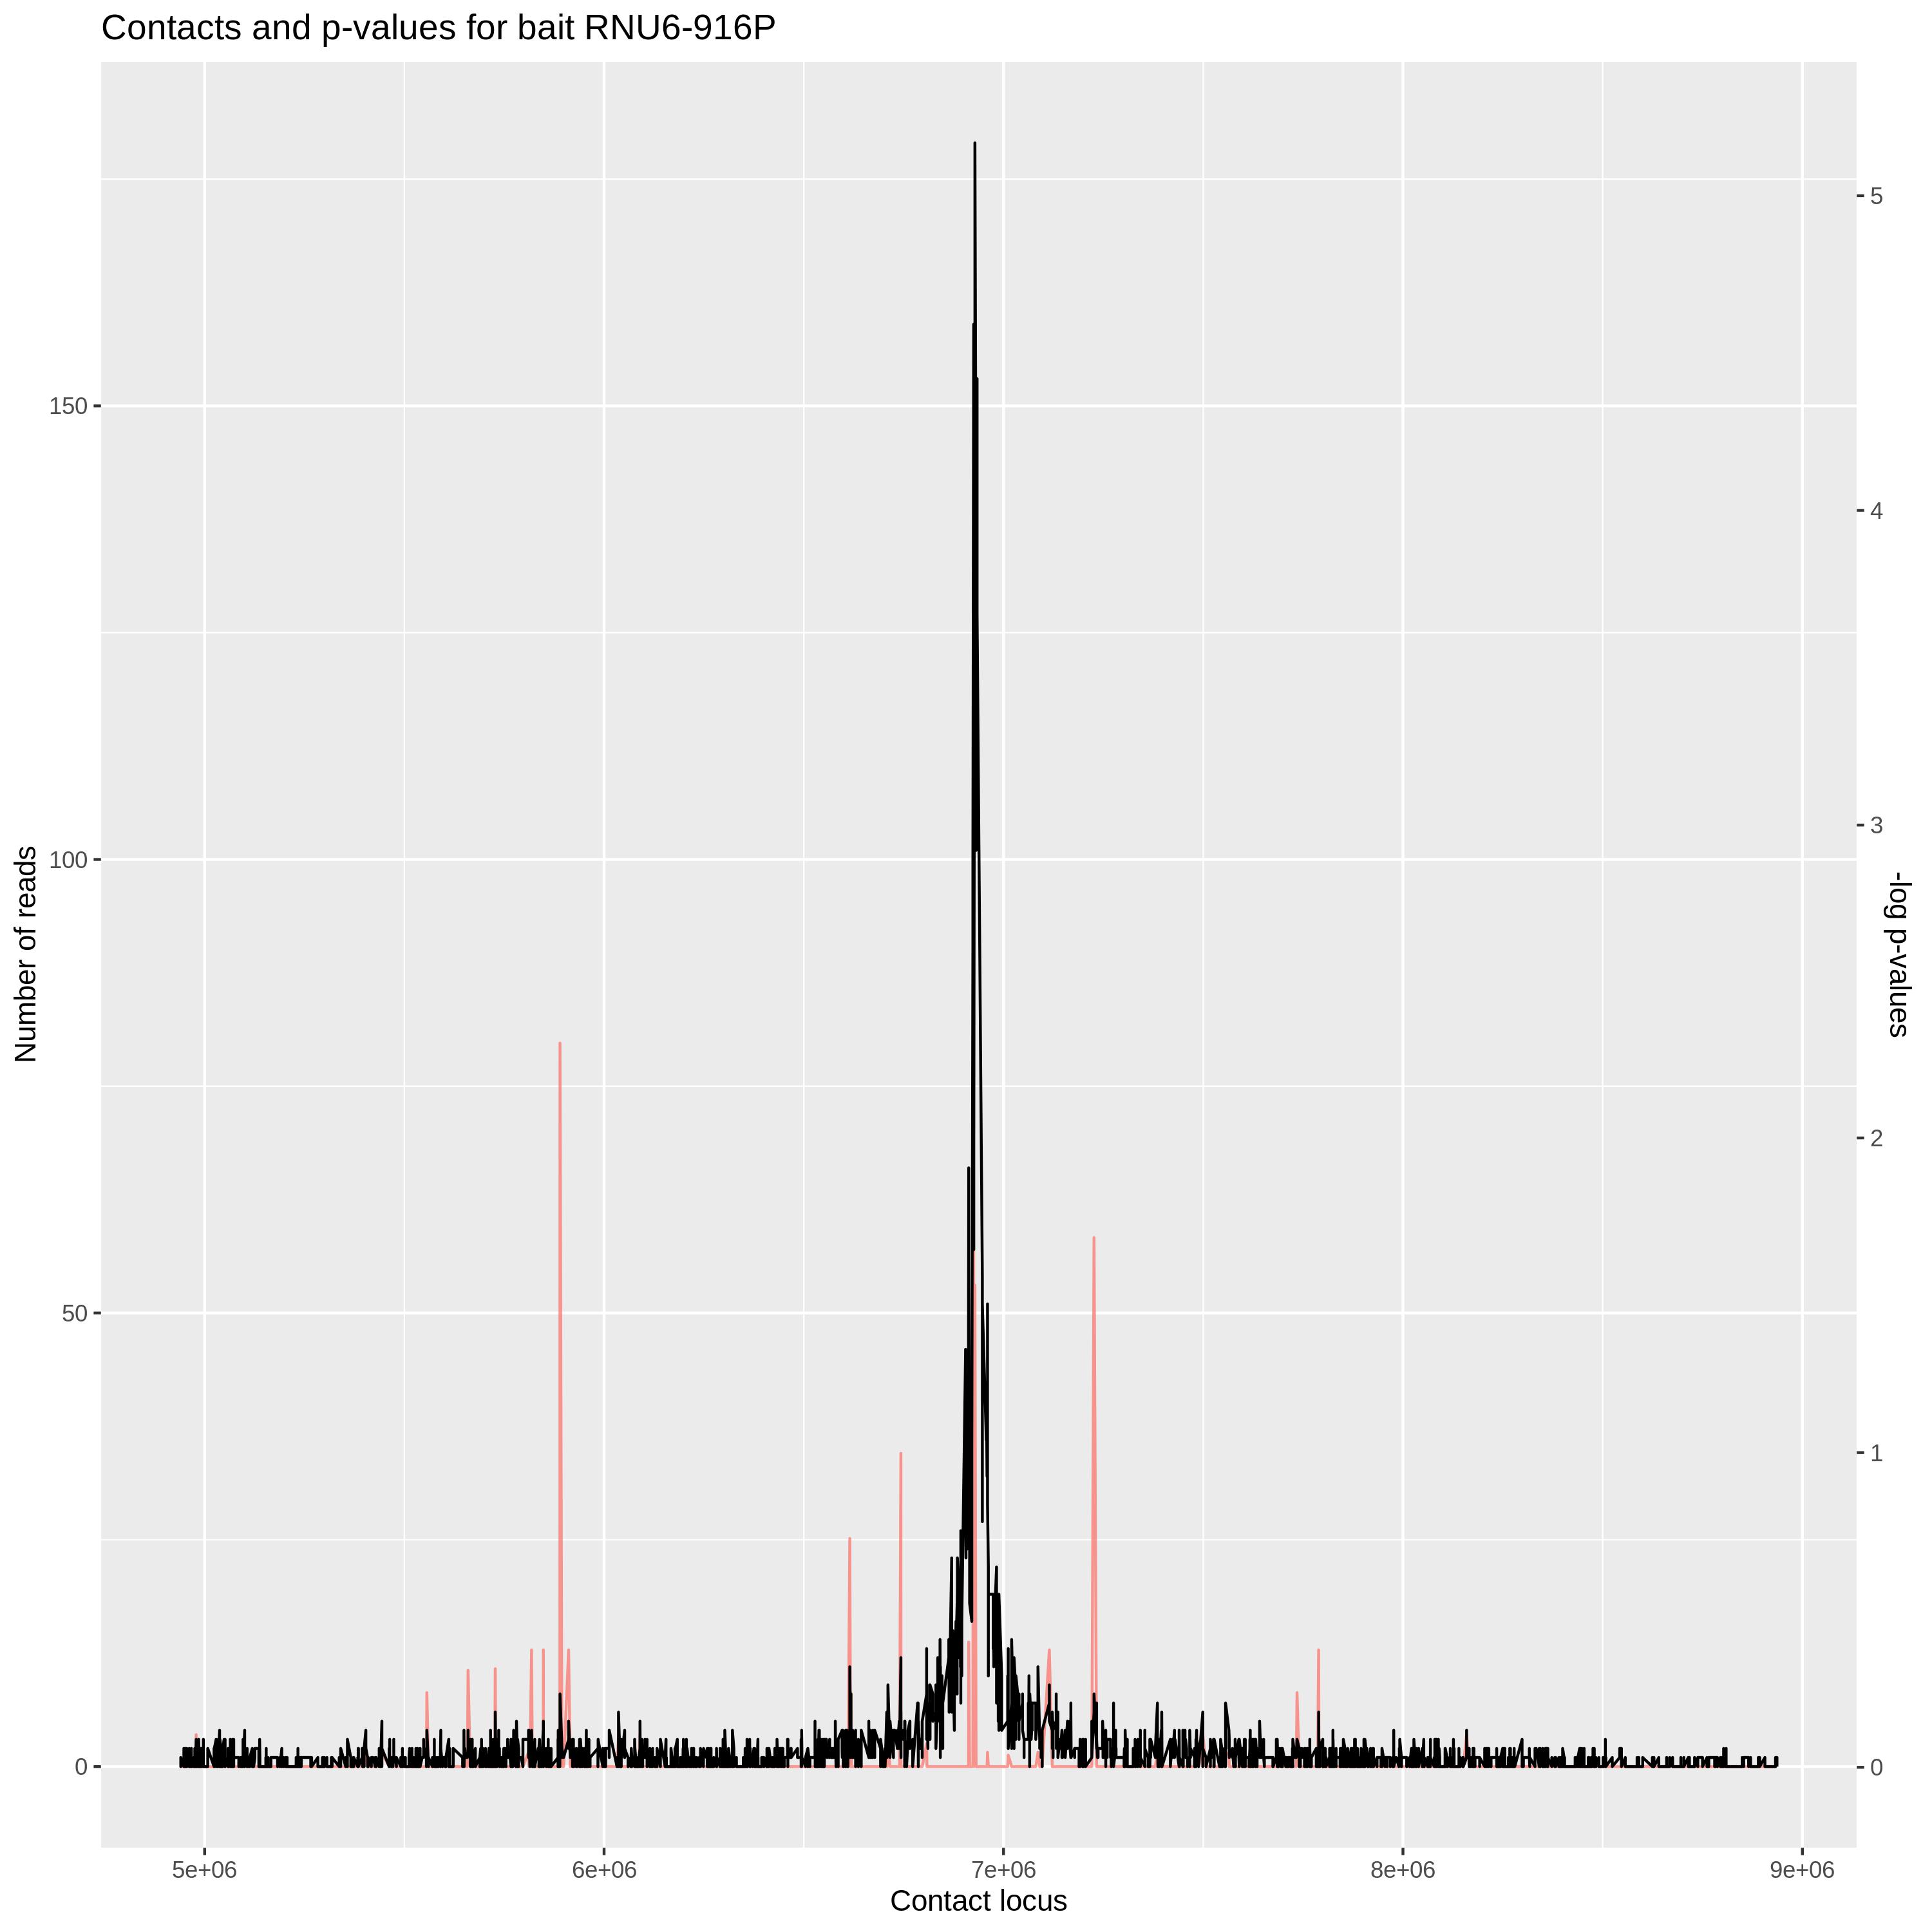 Contacts and p-values for bait RNU6-916P
Number of reads
150
100
50
0
5
4
3
2
1
0
-log p-values
5e+06
6e+06
7e+06
8e+06
9e+06
Contact locus